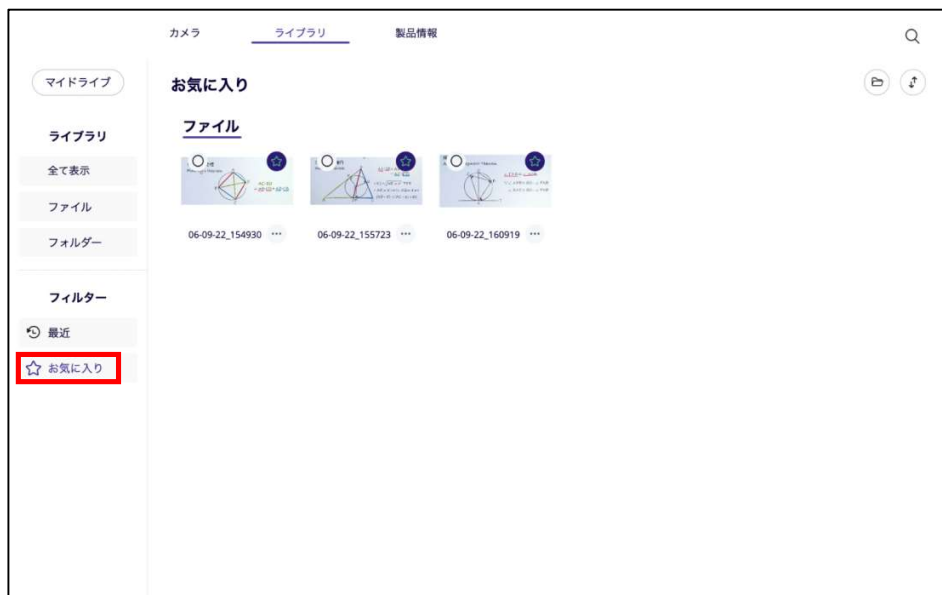 カメラ ライブラリ 製品情報
マイドライブ
お気に入り
ライブラリ
ファイル
全て表示
ファイル
フォルダー
06-09-22_154930 ... 06-09-22_155723 ... 06-09-22_160919 ...
フィルター
最近
お気に入り